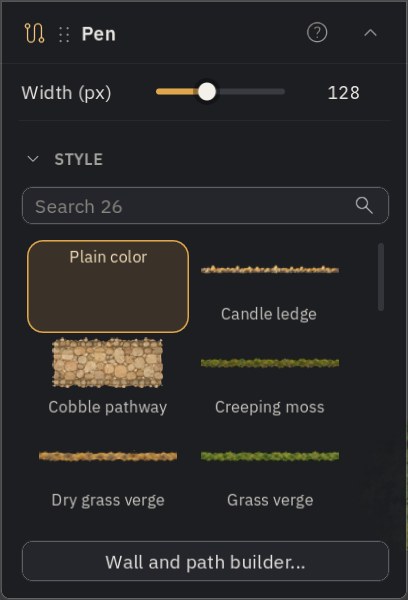 Pen
?
Width (px)
128
STYLE
Search 26
Plain color
Candle ledge
Cobble pathway
Creeping moss
Dry grass verge
Grass verge
Wall and path builder...